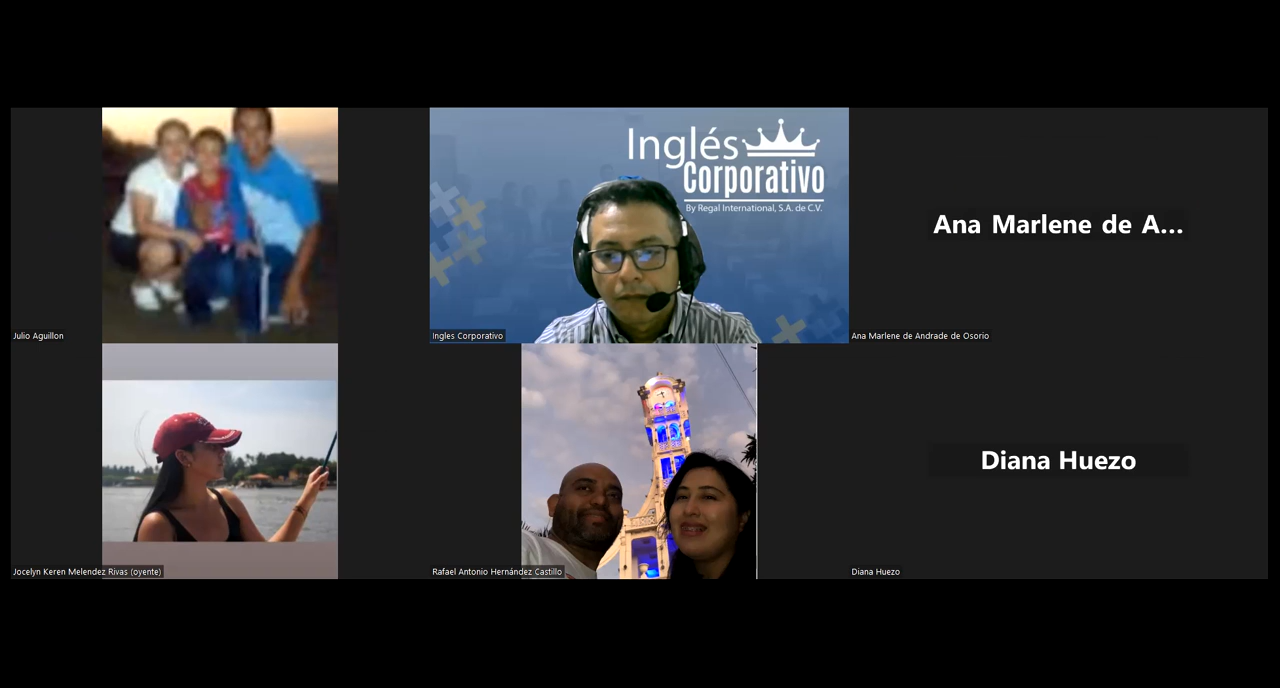 Inglés
Corporativo
By Regal International, S.A. de C.V.
Ana Marlene de A...
Julio Aguillon
Ingles Corporativo
Ana Marlene de Andrade de Osorio
Diana Huezo
Jocelyn Keren Melendez Rivas (oyente)
Rafael Antonio Hernández Castillo
Diana Huezo